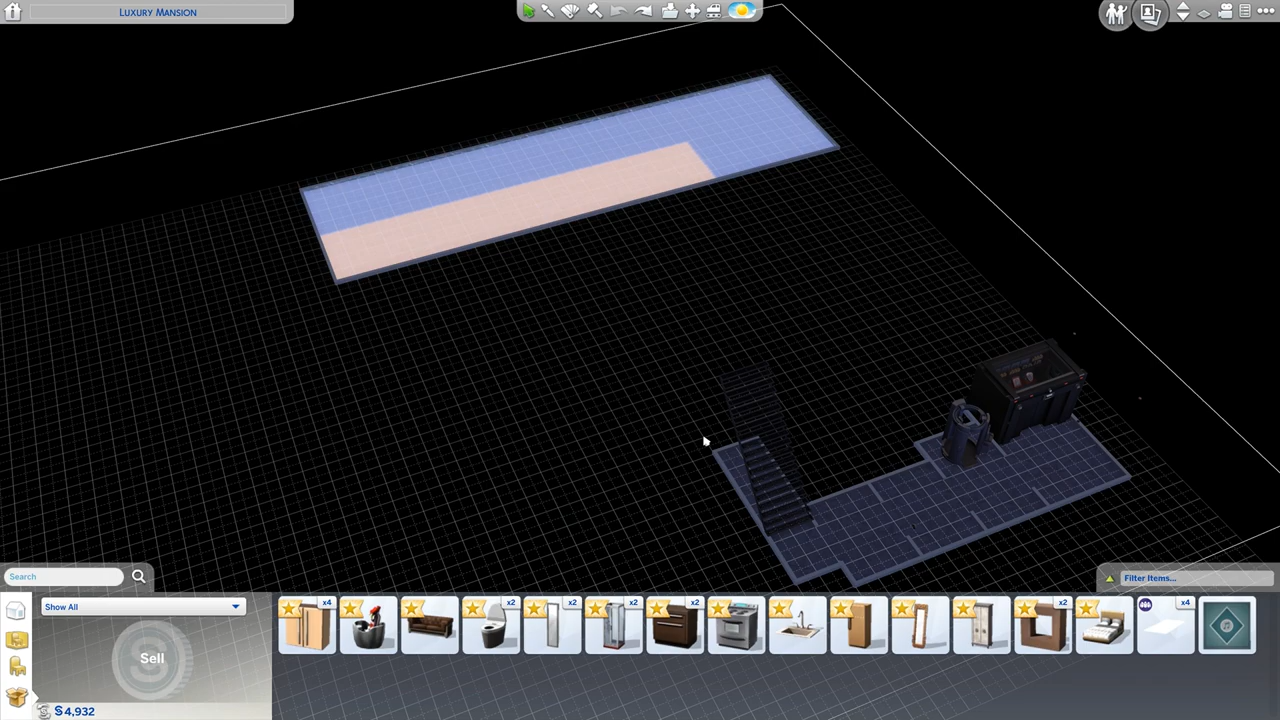 Luxury Mansion
Search
Filter Items...
Show All
x4
x2
x2
x2
x2
x2
x4
Sell
§4,932